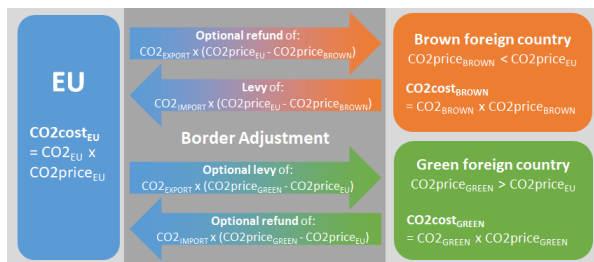 EU
CO2cost_EU
= CO2_EU x
CO2price_EU
Optional refund of:
CO2_EXPORT x (CO2price_EU - CO2price_BROWN)
Levy of:
CO2_IMPORT x (CO2price_EU - CO2price_BROWN)
Border Adjustment
Optional levy of:
CO2_EXPORT x (CO2price_GREEN - CO2price_EU)
Optional refund of:
CO2_IMPORT x (CO2price_GREEN - CO2price_EU)
Brown foreign country
CO2price_BROWN < CO2price_EU
CO2cost_BROWN
= CO2_BROWN x CO2price_BROWN
Green foreign country
CO2price_GREEN > CO2price_EU
CO2cost_GREEN
= CO2_GREEN x CO2price_GREEN